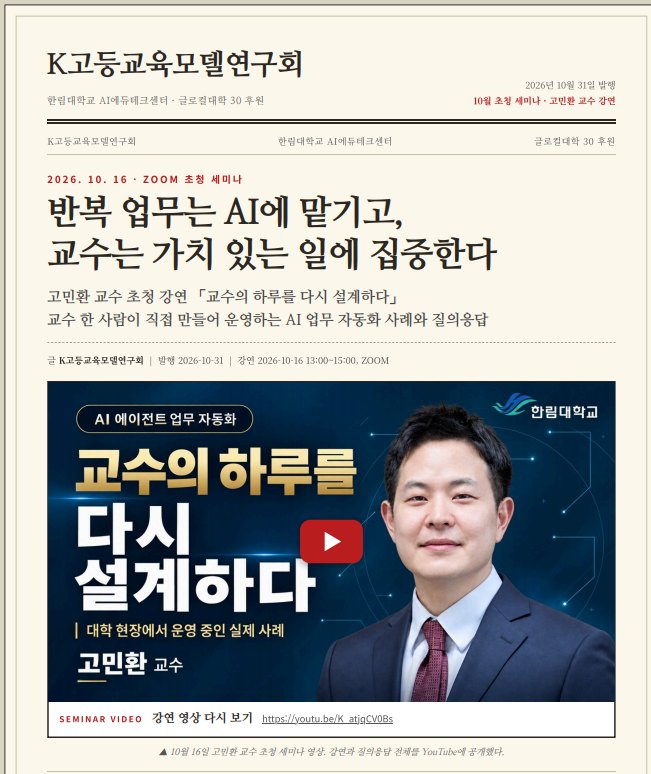 K고등교육모델연구회
한림대학교 AI에듀테크센터 · 글로컬대학 30 후원
2026년 10월 31일 발행
10월 초청 세미나 · 고민환 교수 강연
K고등교육모델연구회 한림대학교 AI에듀테크센터 글로컬대학 30 후원
2026. 10. 16 · ZOOM 초청 세미나
반복 업무는 AI에 맡기고,
교수는 가치 있는 일에 집중한다
고민환 교수 초청 강연 「교수의 하루를 다시 설계하다」
교수 한 사람이 직접 만들어 운영하는 AI 업무 자동화 사례와 질의응답
글 K고등교육모델연구회 | 발행 2026-10-31 | 강연 2026-10-16 13:00~15:00, ZOOM
AI 에이전트 업무 자동화
한림대학교
교수의 하루를
다시
설계하다
대학 현장에서 운영 중인 실제 사례
고민환 교수
SEMINAR VIDEO 강연 영상 다시 보기 https://youtu.be/K_atjqCV0Bs
▲ 10월 16일 고민환 교수 초청 세미나 영상. 강연과 질의응답 전체를 YouTube에 공개했다.